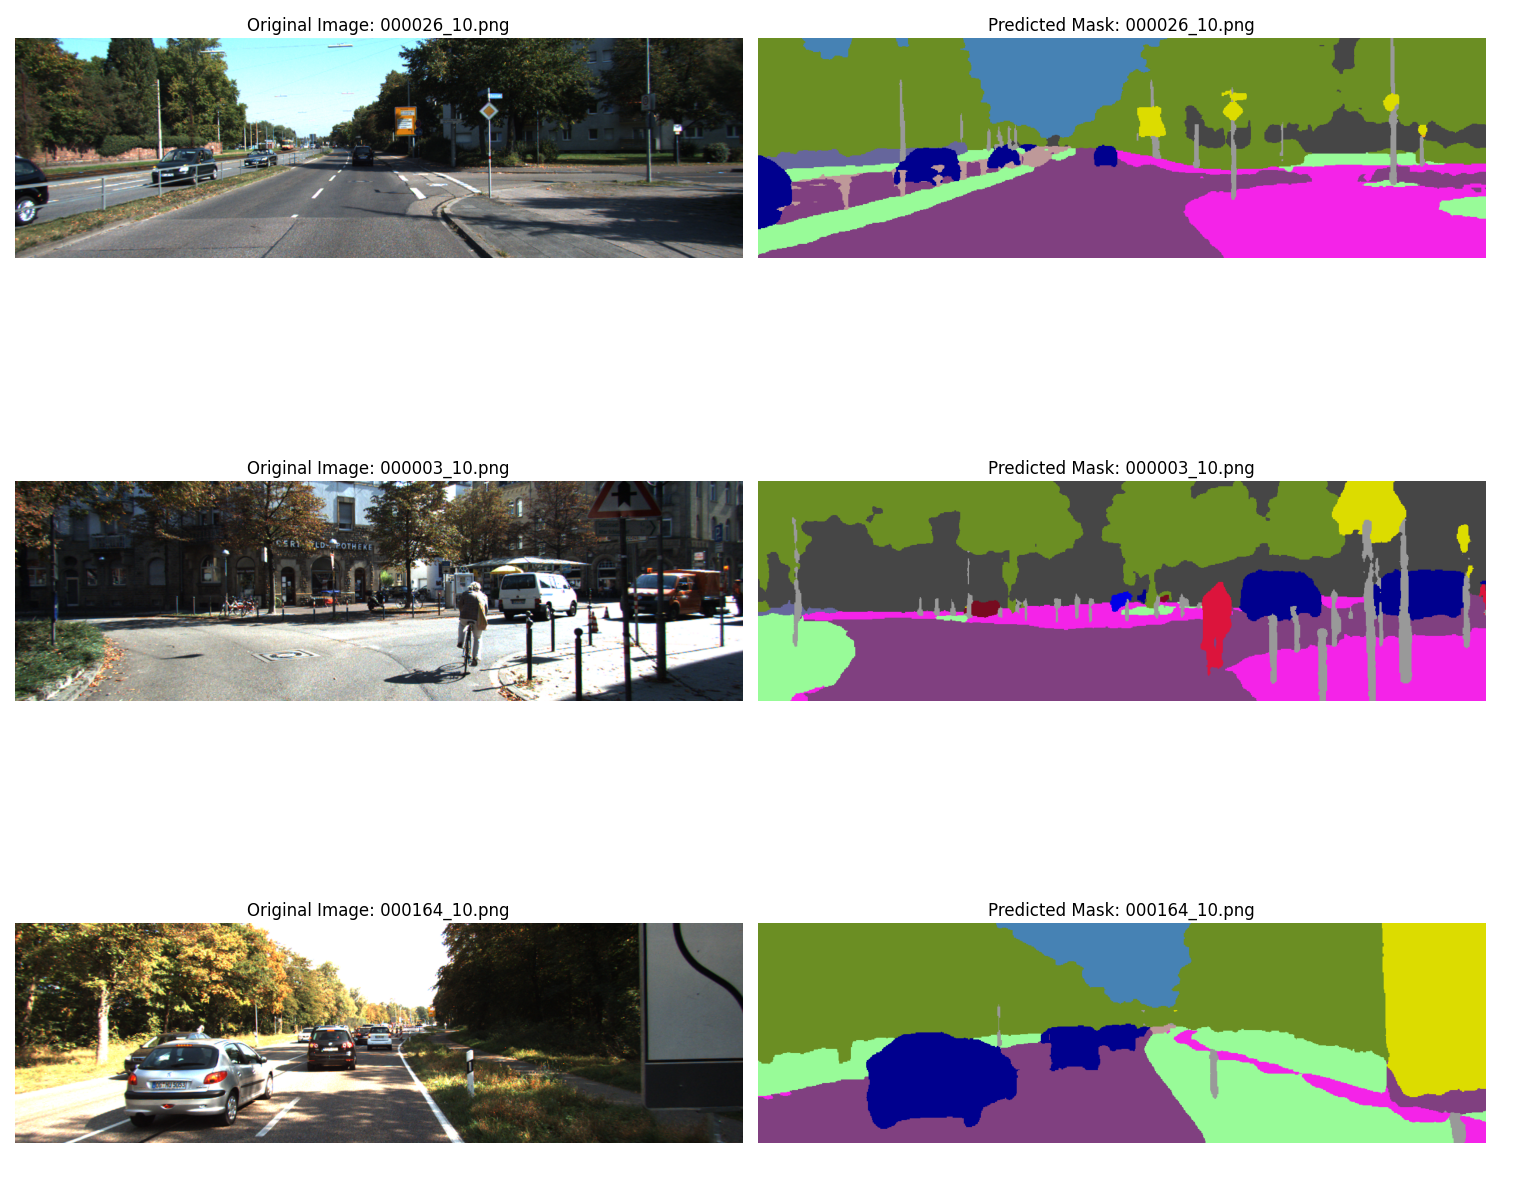 Original Image: 000026_10.png
Predicted Mask: 000026_10.png
Original Image: 000003_10.png
Predicted Mask: 000003_10.png
APOTHEKE
Original Image: 000164_10.png
Predicted Mask: 000164_10.png